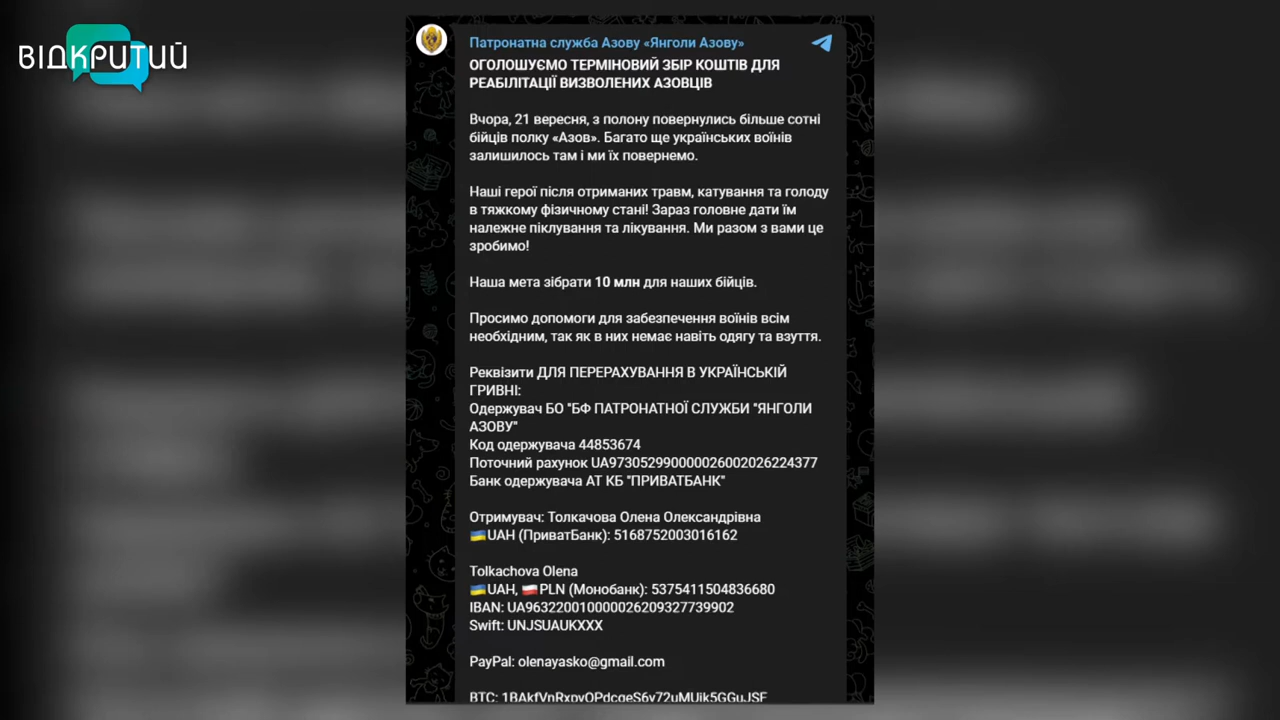 ВІДКРИТИЙ
Патронатна служба Азову «Янголи Азову»
ОГОЛОШУЄМО ТЕРМІНОВИЙ ЗБІР КОШТІВ ДЛЯ
РЕАБІЛІТАЦІЇ ВИЗВОЛЕНИХ АЗОВЦІВ
Вчора, 21 вересня, з полону повернулись більше сотні
бійців полку «Азов». Багато ще українських воїнів
залишилось там і ми їх повернемо.
Наші герої після отриманих травм, катування та голоду
в тяжкому фізичному стані! Зараз головне дати їм
належне піклування та лікування. Ми разом з вами це
зробимо!
Наша мета зібрати 10 млн для наших бійців.
Просимо допомоги для забезпечення воїнів всім
необхідним, так як в них немає навіть одягу та взуття.
Реквізити ДЛЯ ПЕРЕРАХУВАННЯ В УКРАЇНСЬКІЙ
ГРИВНІ:
Одержувач БО "БФ ПАТРОНАТНОЇ СЛУЖБИ "ЯНГОЛИ
АЗОВУ"
Код одержувача 44853674
Поточний рахунок UA973052990000026002026224377
Банк одержувача АТ КБ "ПРИВАТБАНК"
Отримувач: Толкачова Олена Олександрівна
UAH (ПриватБанк): 5168752003016162
Tolkachova Olena
UAH, PLN (Монобанк): 5375411504836680
IBAN: UA963220010000026209327739902
Swift: UNJSUAUKXXX
PayPal: olenayasko@gmail.com
BTC: